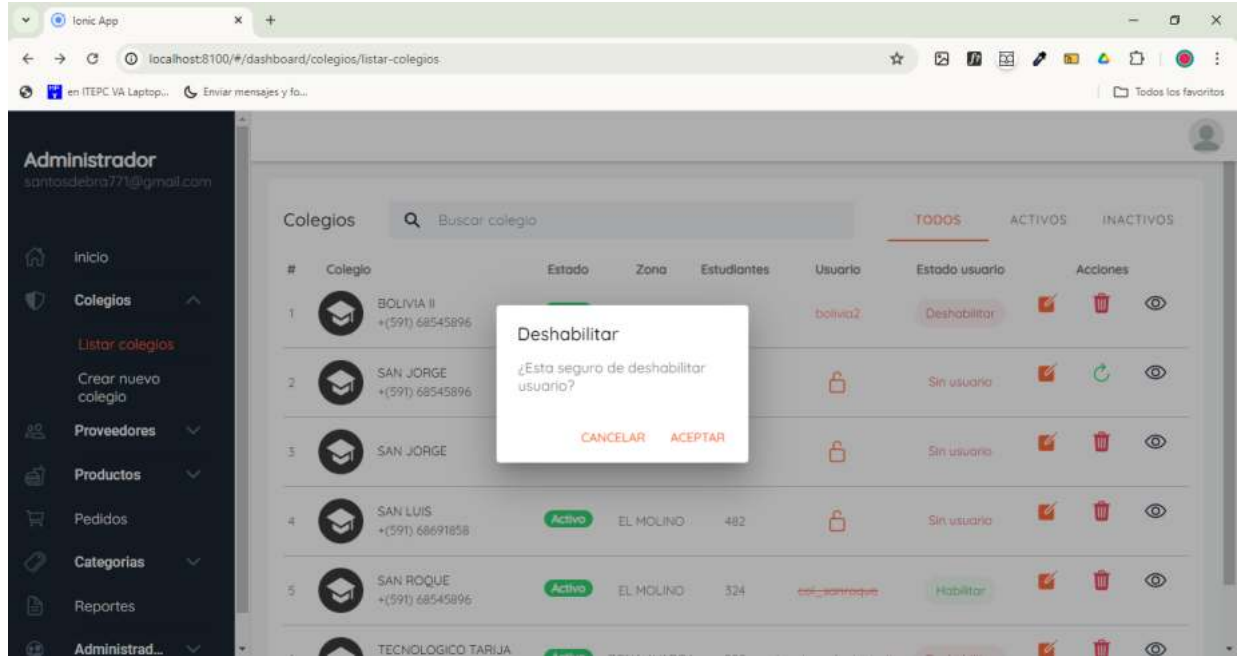 Ionic App
localhost:8100/#/dashboard/colegios/listar-colegios
en ITEPC VA Laptop... Enviar mensajes y fo... Todos los favoritos
Administrador
santosdebra771@gmail.com
Inicio
Colegios
Listar colegios
Crear nuevo
colegio
Proveedores
Productos
Pedidos
Categorias
Reportes
Administrad...
Colegios Buscar colegio TODOS ACTIVOS INACTIVOS
# Colegio Estado Zona Estudiantes Usuario Estado usuario Acciones
1 BOLIVIA II bolivia2 Deshabilitar
+(591) 68545896
2 SAN JORGE Sin usuario
+(591) 68545896
3 SAN JORGE Sin usuario
4 SAN LUIS Activo EL MOLINO 482 Sin usuario
+(591) 68691858
5 SAN ROQUE Activo EL MOLINO 324 col_sanroque Habilitar
+(591) 68545896
TECNOLOGICO TARIJA
Deshabilitar
¿Esta seguro de deshabilitar
usuario?
CANCELAR ACEPTAR